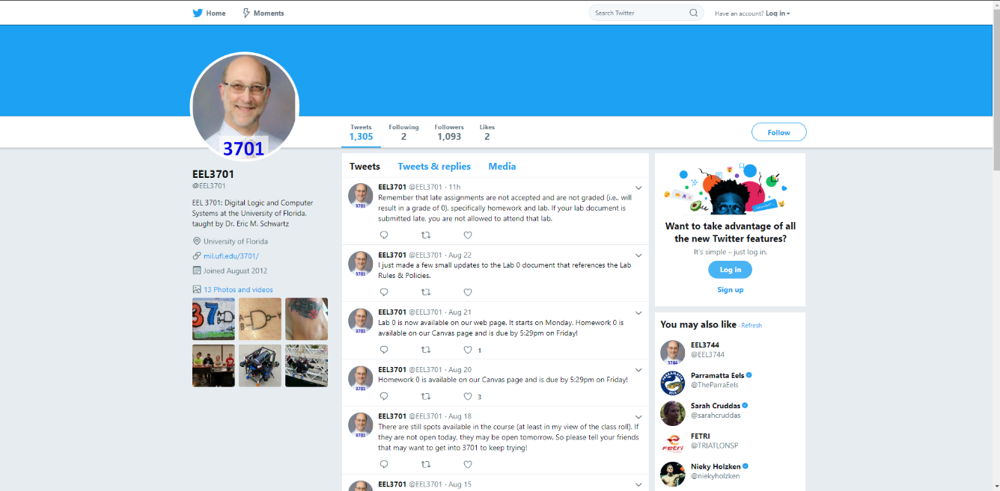 Home
Moments
Search Twitter
Have an account? Log in
3701
Tweets
1,305
Following
2
Followers
1,093
Likes
2
Follow
EEL3701
@EEL3701
EEL 3701: Digital Logic and Computer
Systems at the University of Florida,
taught by Dr. Eric M. Schwartz
University of Florida
mil.ufl.edu/3701/
Joined August 2012
13 Photos and videos
37
A
B
Tweets Tweets & replies Media
3701
EEL3701 @EEL3701 · 11h
Remember that late assignments are not accepted and are not graded (i.e., will
result in a grade of 0), specifically homework and lab. If your lab document is
submitted late, you are not allowed to attend that lab.
3701
EEL3701 @EEL3701 · Aug 22
I just made a few small updates to the Lab 0 document that references the Lab
Rules & Policies.
3701
EEL3701 @EEL3701 · Aug 21
Lab 0 is now available on our web page. It starts on Monday. Homework 0 is
available on our Canvas page and is due by 5:29pm on Friday!
1
3701
EEL3701 @EEL3701 · Aug 20
Homework 0 is available on our Canvas page and is due by 5:29pm on Friday!
3
3701
EEL3701 @EEL3701 · Aug 18
There are still spots available in the course (at least in my view of the class roll). If
they are not open today, they may be open tomorrow. So please tell your friends
that may want to get into 3701 to keep trying!
EEL3701 @EEL3701 · Aug 15
Want to take advantage of all
the new Twitter features?
It's simple – just log in.
Log in
Sign up
You may also like · Refresh
3744
EEL3744
@EEL3744
PARRAMATTA
EELS
Parramatta Eels
@TheParraEels
Sarah Cruddas
@sarahcruddas
Fetri
FETRI
@TRIATLONSP
Nieky Holzken
@niekyholzken